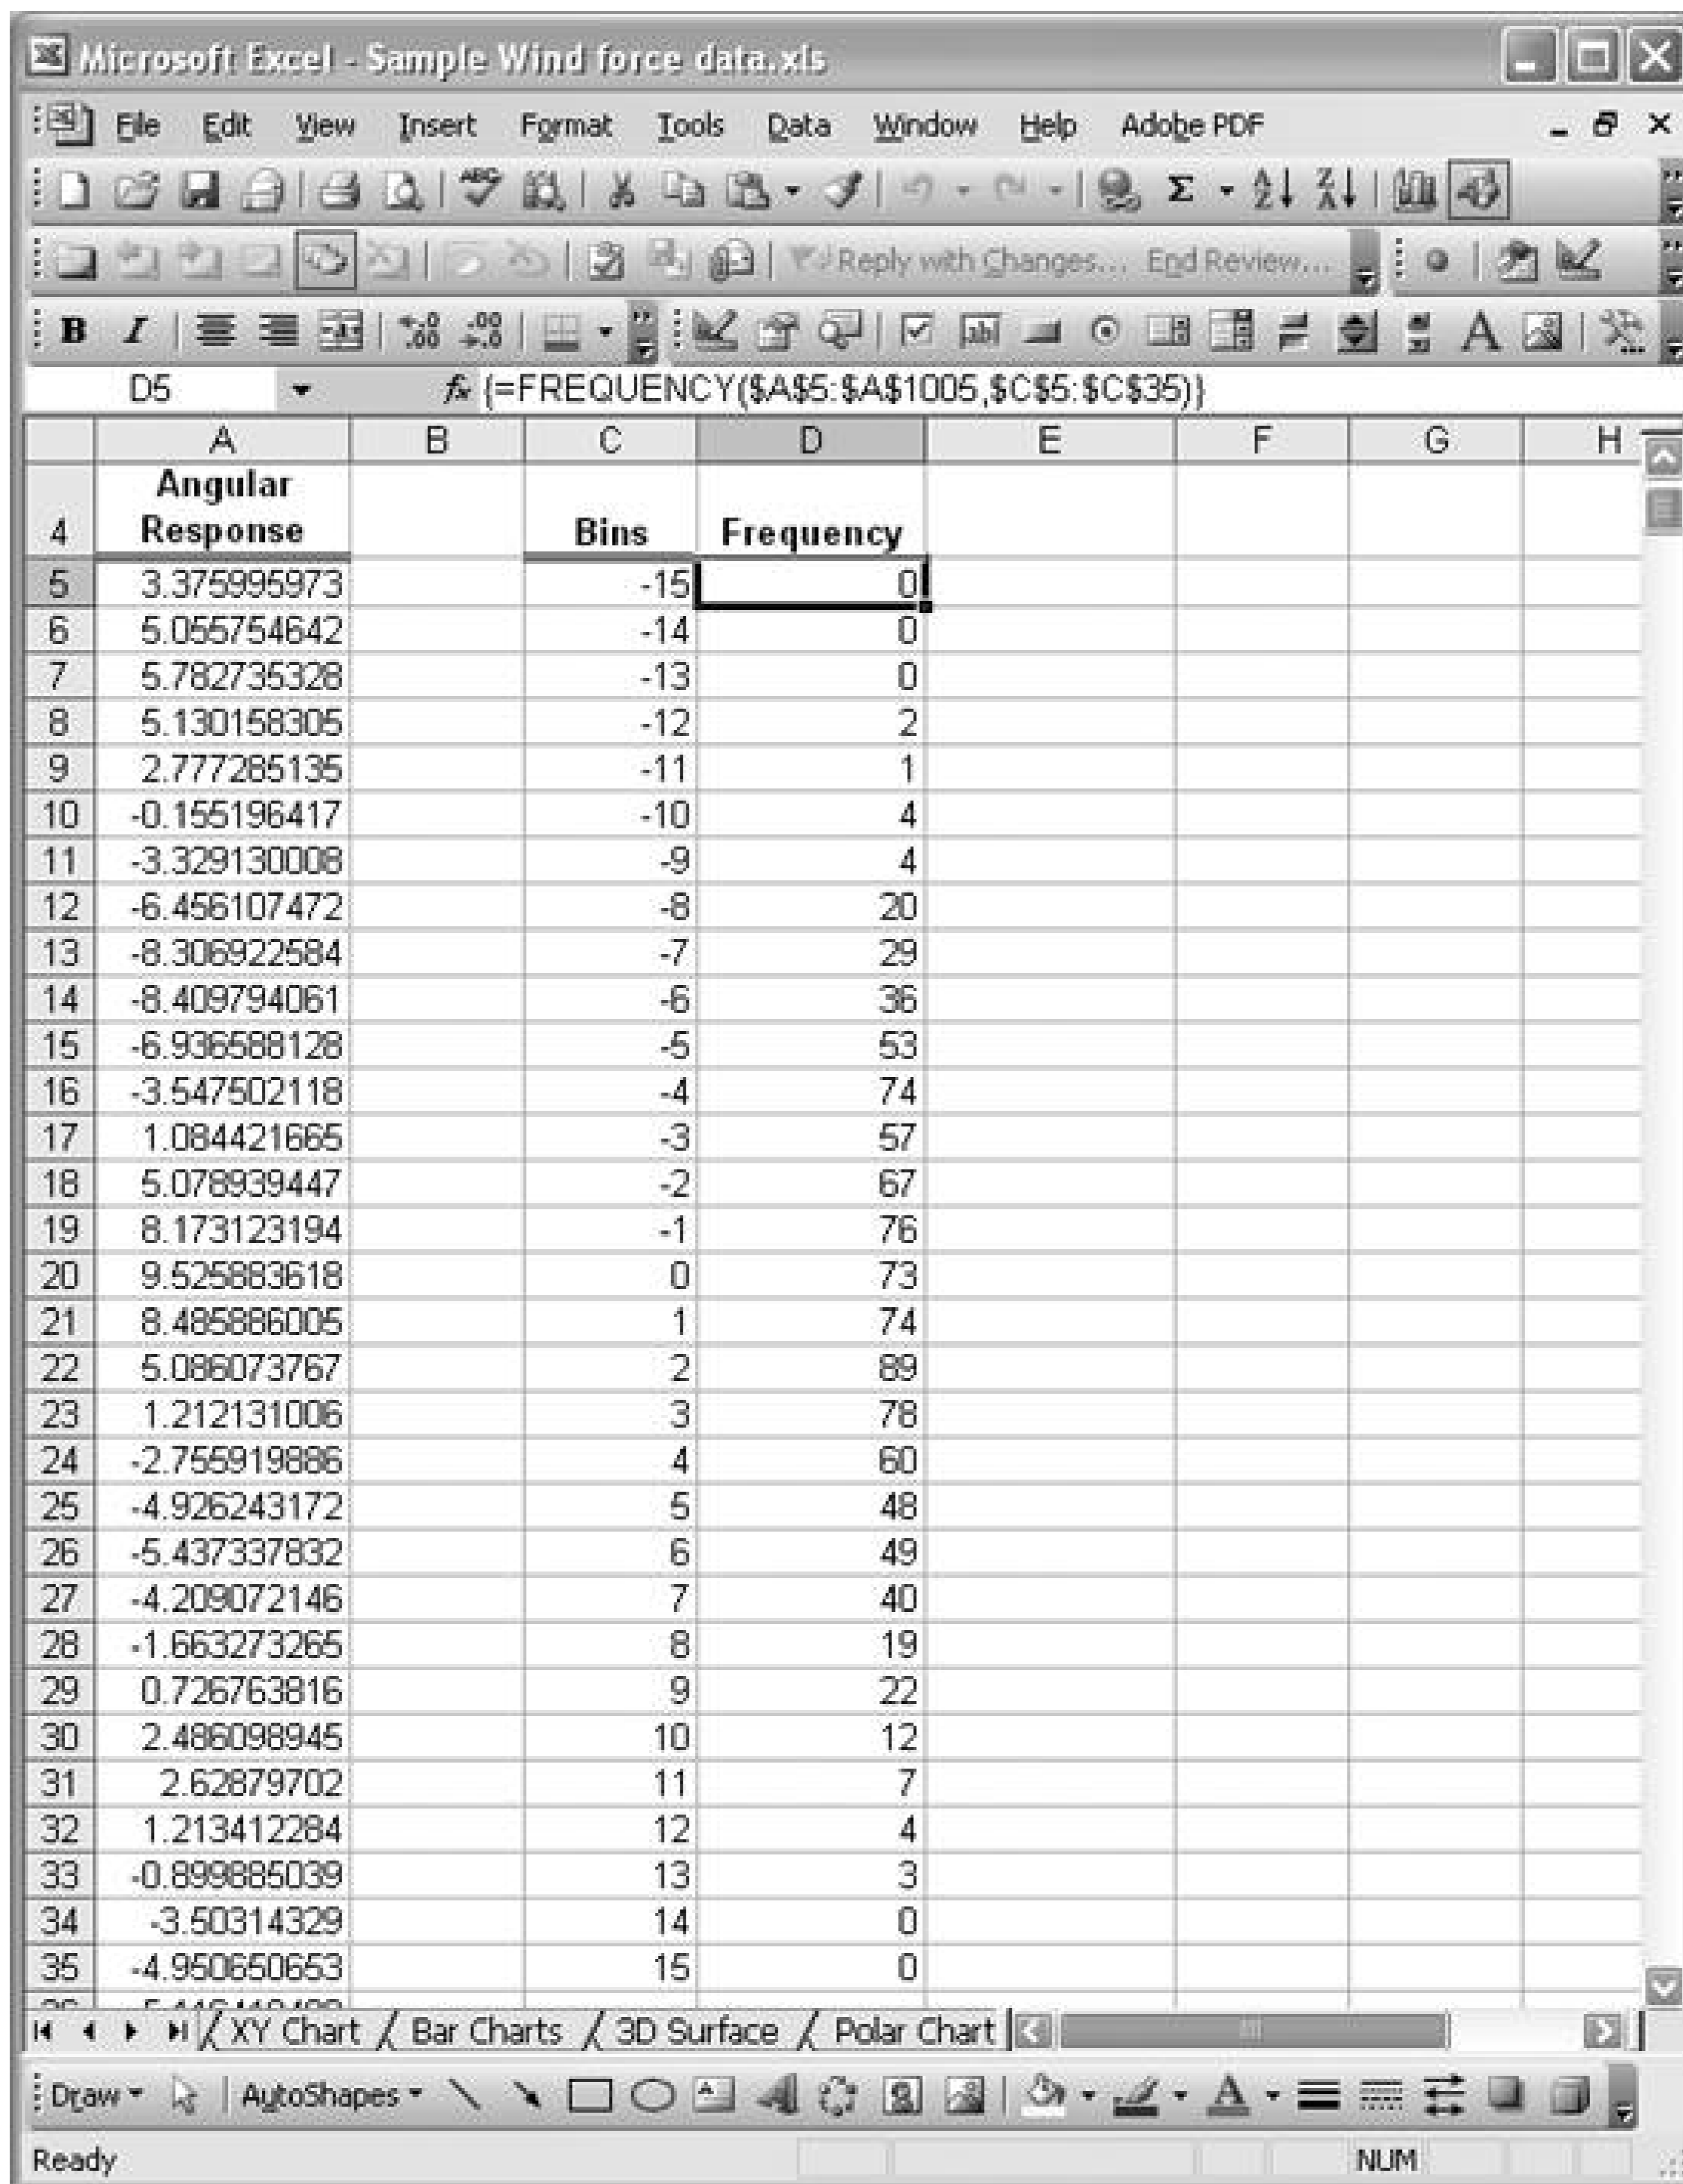 Microsoft Excel - Sample Wind force data.xls
File Edit View Insert Format Tools Data Window Help Adobe PDF
Reply with Changes... End Review...
D5 fx {=FREQUENCY($A$5:$A$1005,$C$5:$C$35)}
A B C D E F G H
4 Angular Response Bins Frequency
5 3.375995973 -15 0
6 5.055754642 -14 0
7 5.782735328 -13 0
8 5.130158305 -12 2
9 2.777285135 -11 1
10 -0.155196417 -10 4
11 -3.329130008 -9 4
12 -6.456107472 -8 20
13 -8.306922584 -7 29
14 -8.409794061 -6 36
15 -6.936588128 -5 53
16 -3.547502118 -4 74
17 1.084421665 -3 57
18 5.078939447 -2 67
19 8.173123194 -1 76
20 9.525883618 0 73
21 8.485886005 1 74
22 5.086073767 2 89
23 1.212131006 3 78
24 -2.755919886 4 60
25 -4.926243172 5 48
26 -5.437337832 6 49
27 -4.209072146 7 40
28 -1.663273265 8 19
29 0.726763816 9 22
30 2.486098945 10 12
31 2.62879702 11 7
32 1.213412284 12 4
33 -0.899885039 13 3
34 -3.50314329 14 0
35 -4.950650653 15 0
XY Chart / Bar Charts / 3D Surface / Polar Chart
Draw AutoShapes
Ready NUM